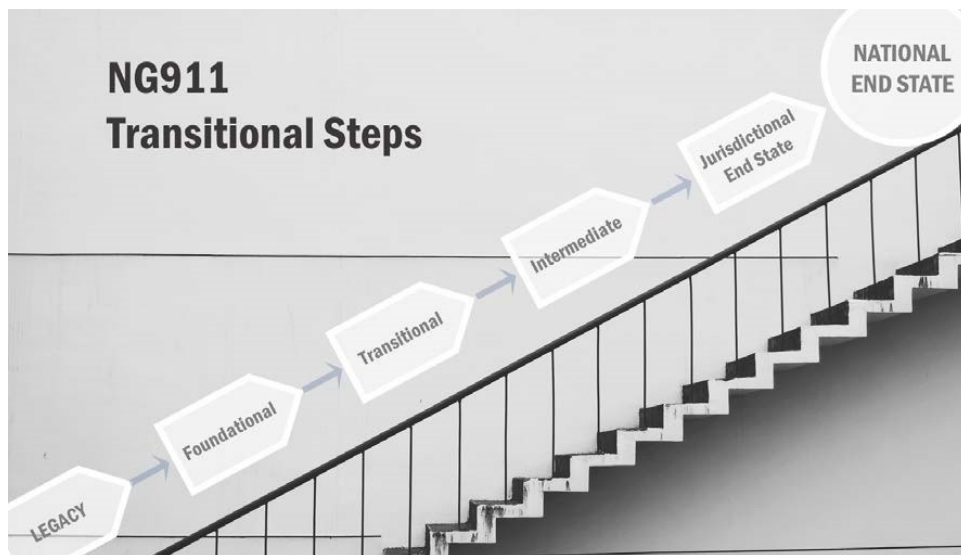 NG911
Transitional Steps
LEGACY
Foundational
Transitional
Intermediate
Jurisdictional
End State
NATIONAL
END STATE